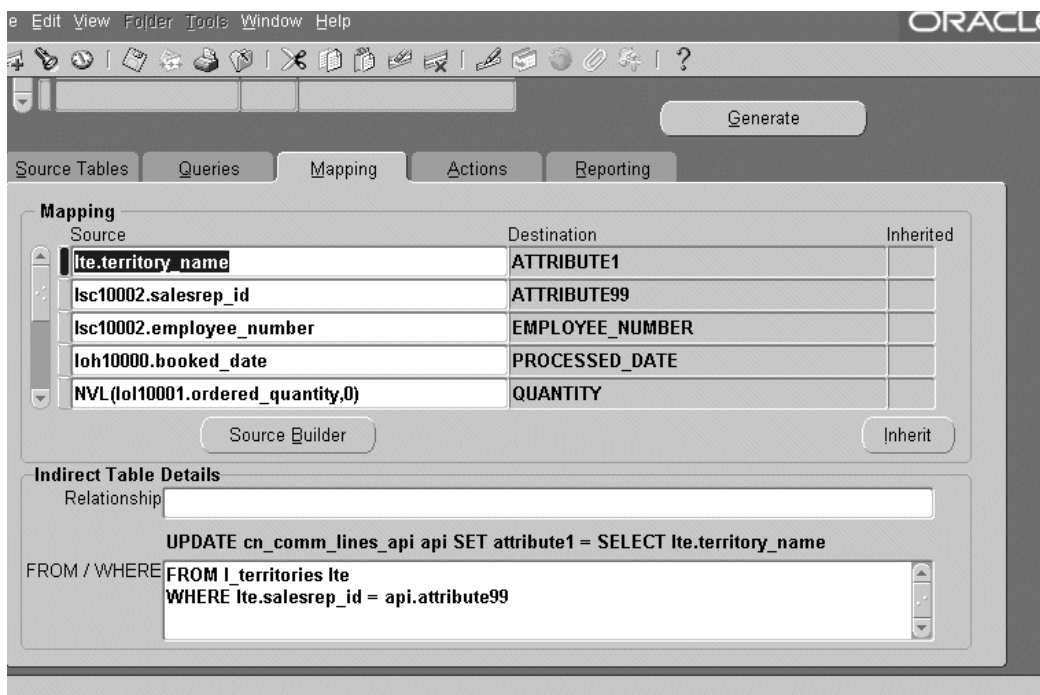 e Edit View Folder Tools Window Help
ORACL
?
Generate
Source Tables Queries Mapping Actions Reporting
Mapping
Source Destination Inherited
lte.territory_name ATTRIBUTE1
lsc10002.salesrep_id ATTRIBUTE99
lsc10002.employee_number EMPLOYEE_NUMBER
loh10000.booked_date PROCESSED_DATE
NVL(lol10001.ordered_quantity,0) QUANTITY
Source Builder Inherit
Indirect Table Details
Relationship
UPDATE cn_comm_lines_api api SET attribute1 = SELECT lte.territory_name
FROM / WHERE FROM l_territories lte
WHERE lte.salesrep_id = api.attribute99